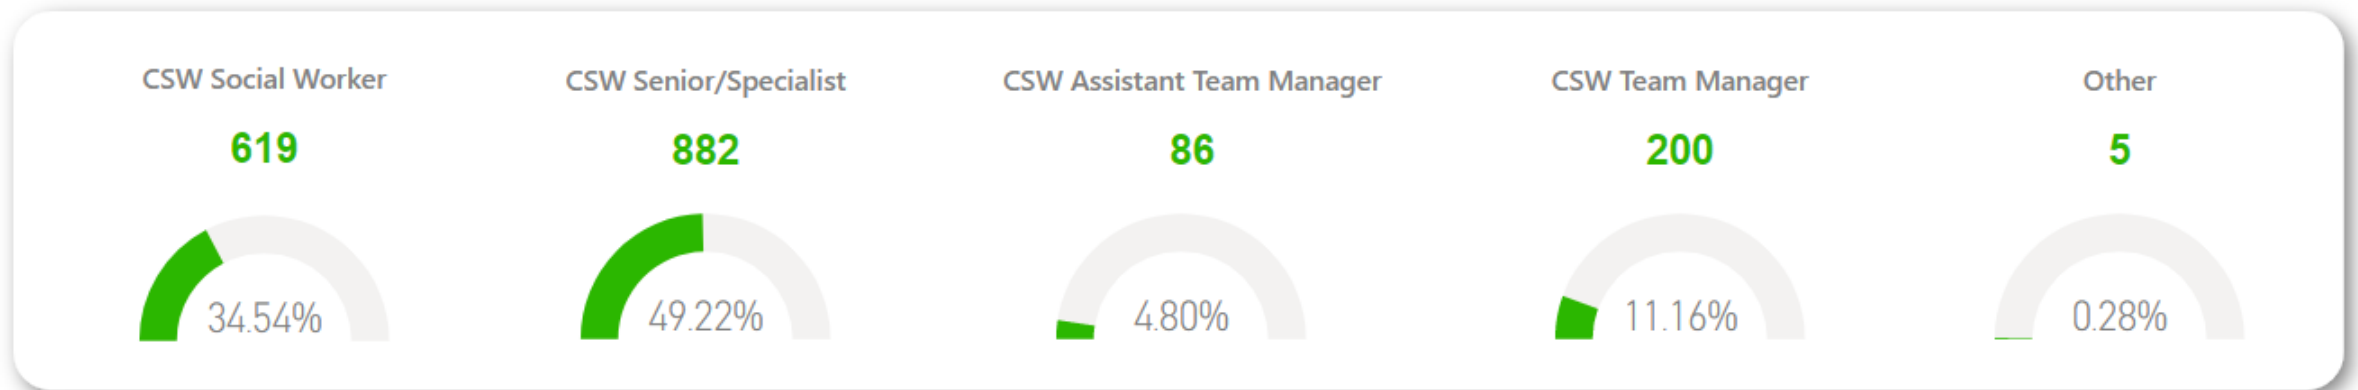 CSW Social Worker
619
34.54%
CSW Senior/Specialist
882
49.22%
CSW Assistant Team Manager
86
4.80%
CSW Team Manager
200
11.16%
Other
5
0.28%